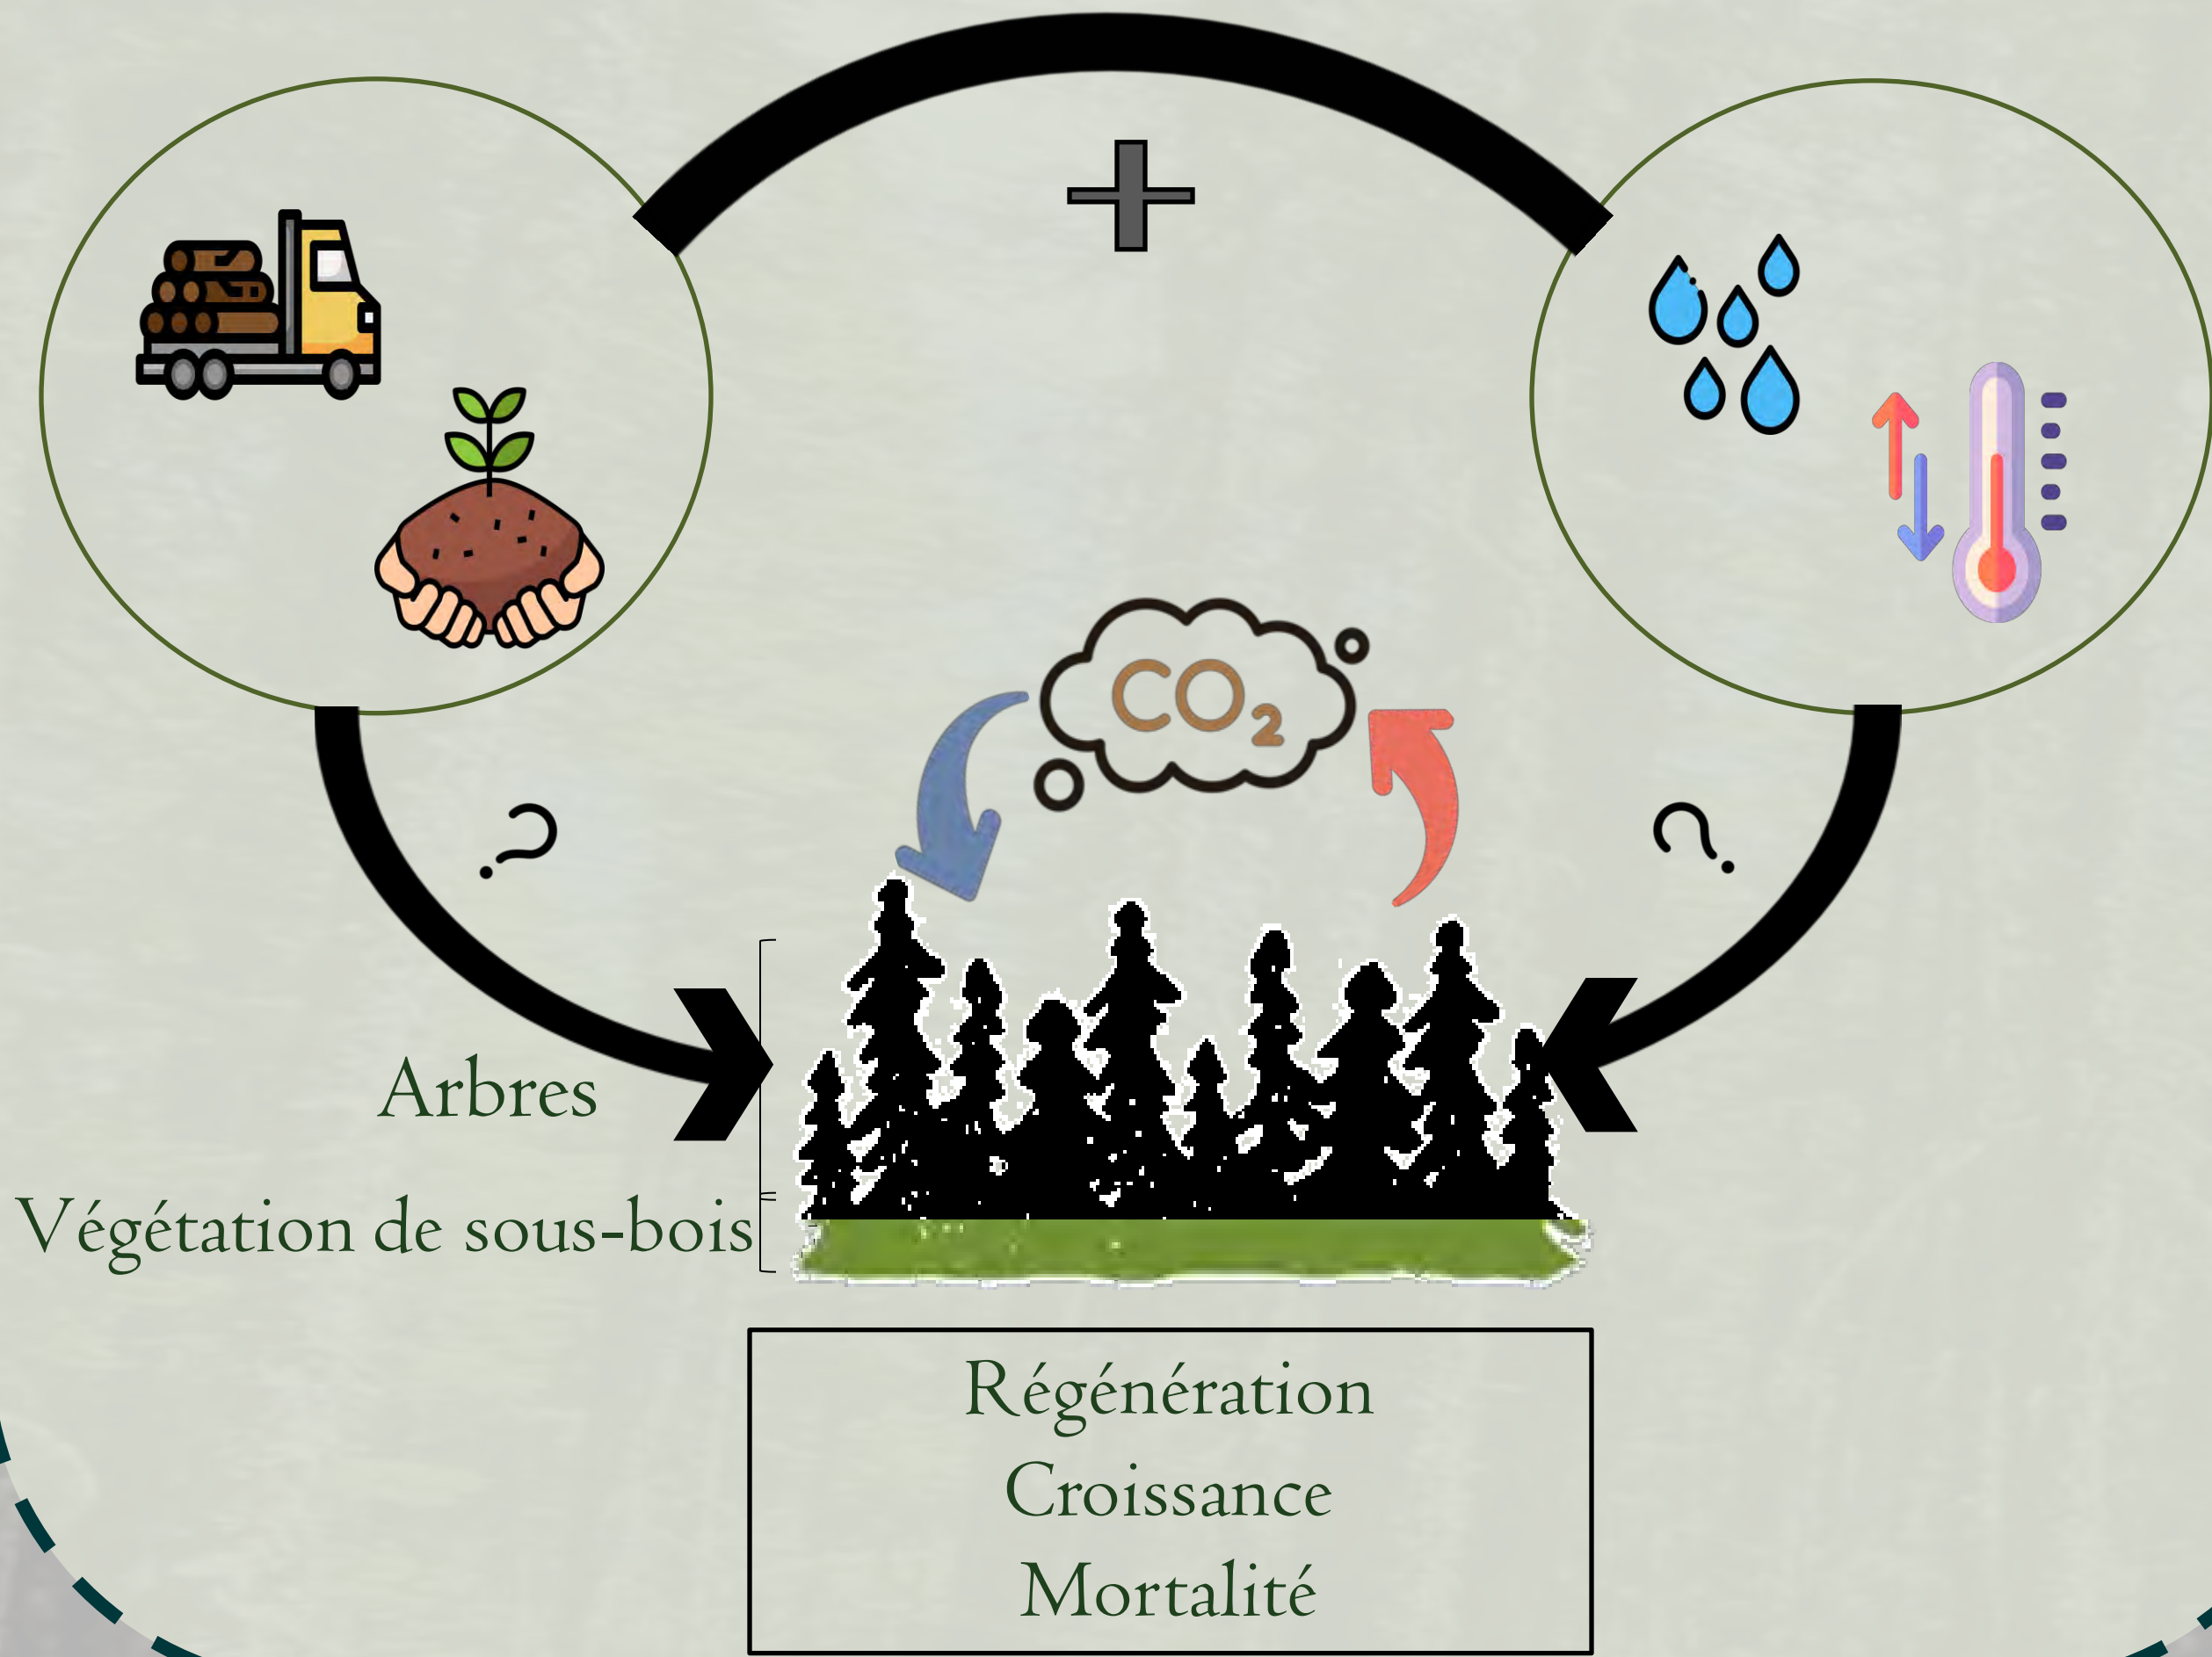 +
CO₂
?
?
Arbres
Végétation de sous-bois
Régénération
Croissance
Mortalité